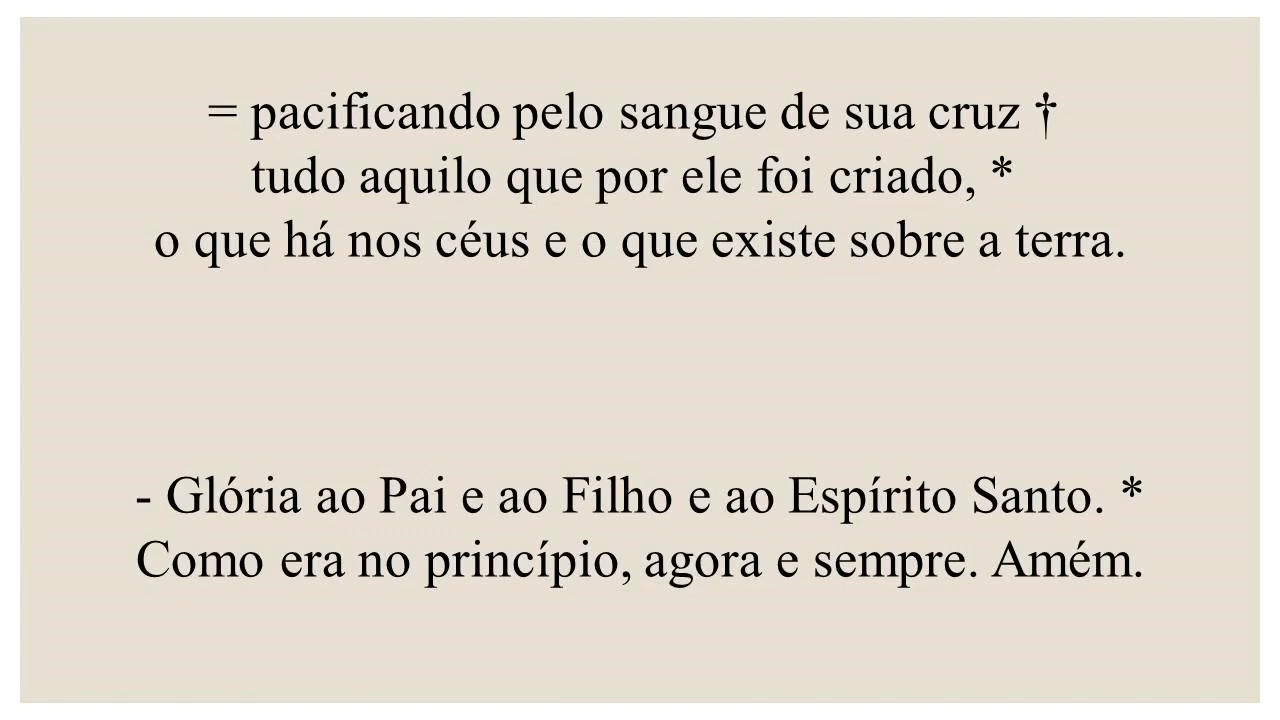 = pacificando pelo sangue de sua cruz †
tudo aquilo que por ele foi criado, *
o que há nos céus e o que existe sobre a terra.
- Glória ao Pai e ao Filho e ao Espírito Santo. *
Como era no princípio, agora e sempre. Amém.